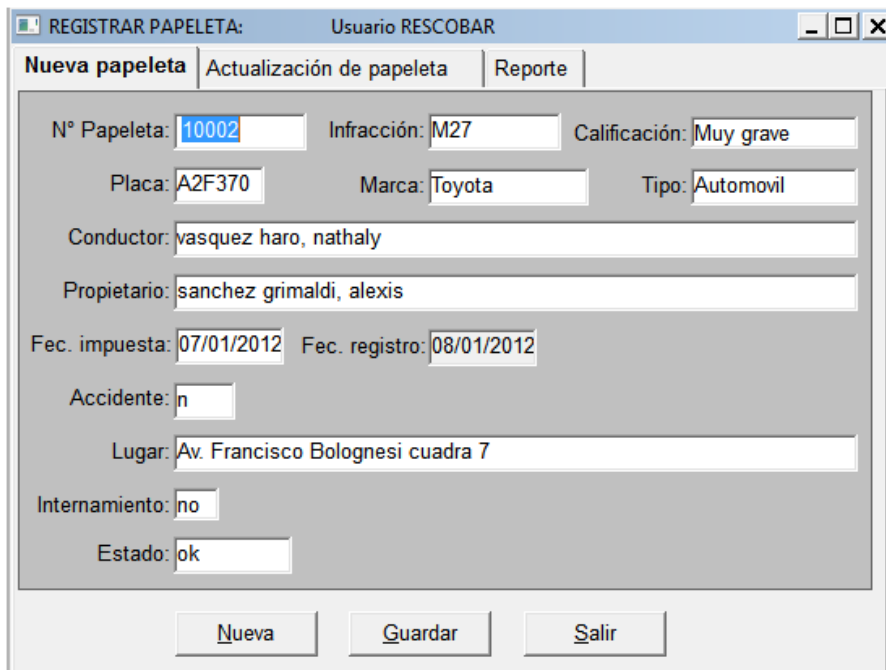 REGISTRAR PAPELETA: Usuario RESCOBAR
Nueva papeleta Actualización de papeleta Reporte
N° Papeleta: 10002 Infracción: M27 Calificación: Muy grave
Placa: A2F370 Marca: Toyota Tipo: Automovil
Conductor: vasquez haro, nathaly
Propietario: sanchez grimaldi, alexis
Fec. impuesta: 07/01/2012 Fec. registro: 08/01/2012
Accidente: n
Lugar: Av. Francisco Bolognesi cuadra 7
Internamiento: no
Estado: ok
Nueva Guardar Salir